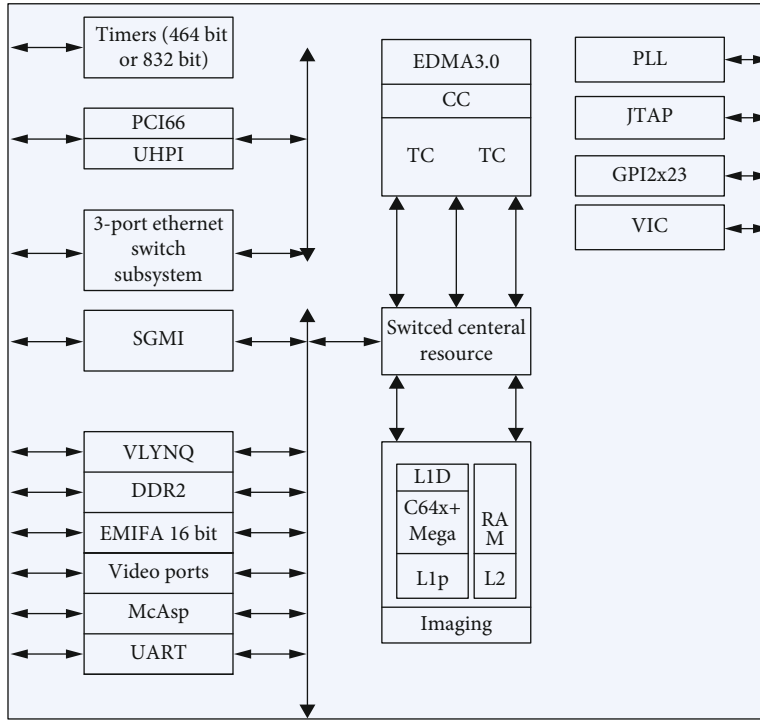 Timers (464 bit
or 832 bit)
PCI66
UHPI
3-port ethernet
switch
subsystem
SGMI
VLYNQ
DDR2
EMIFA 16 bit
Video ports
McAsp
UART
EDMA3.0
CC
TC TC
Switced centeral
resource
L1D
C64x+
Mega
L1p
RA
M
L2
Imaging
PLL
JTAP
GPI2x23
VIC